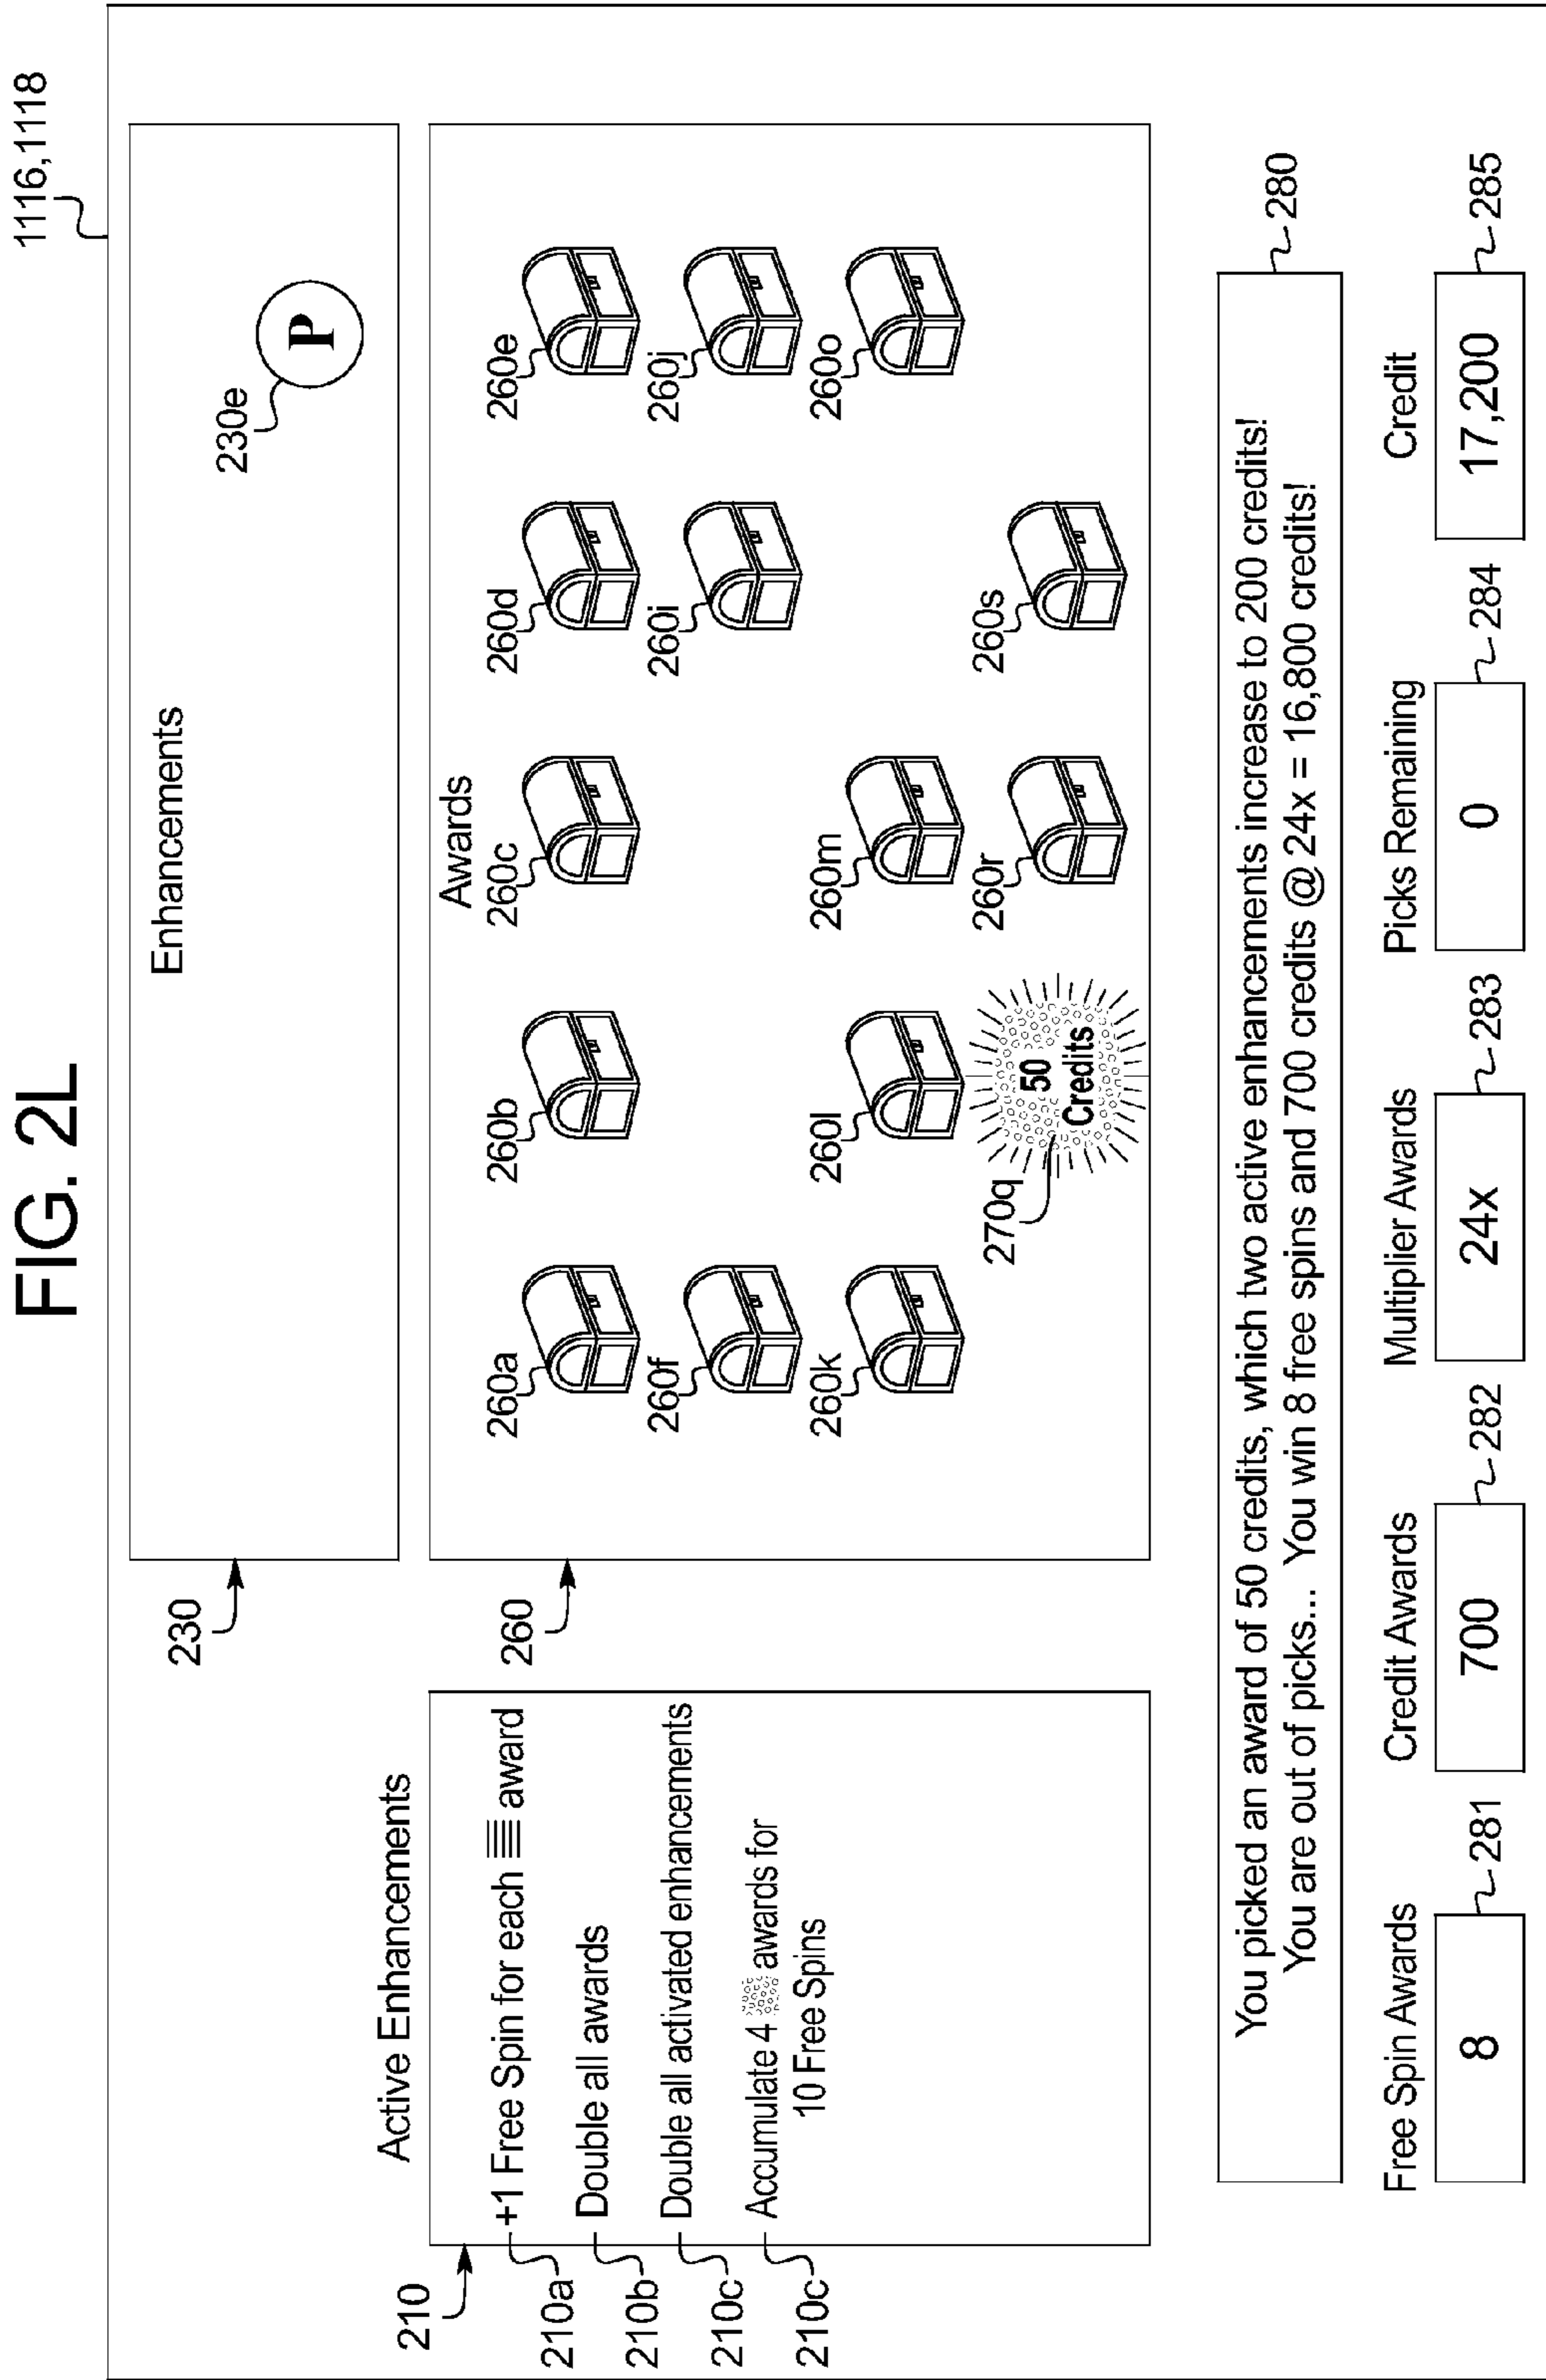 FIG. 2L
1116,1118
230
Enhancements
230e
P
210
Active Enhancements
210a
+1 Free Spin for each award
210b
Double all awards
210c
Double all activated enhancements
210c
Accumulate 4 awards for
10 Free Spins
260
Awards
260a
260b
260c
260d
260e
260f
260i
260j
260k
260l
260m
260o
270q
50
Credits
260r
260s
You picked an award of 50 credits, which two active enhancements increase to 200 credits!
You are out of picks... You win 8 free spins and 700 credits @ 24x = 16,800 credits!
280
Free Spin Awards
8
281
Credit Awards
700
282
Multiplier Awards
24x
283
Picks Remaining
0
284
Credit
17,200
285